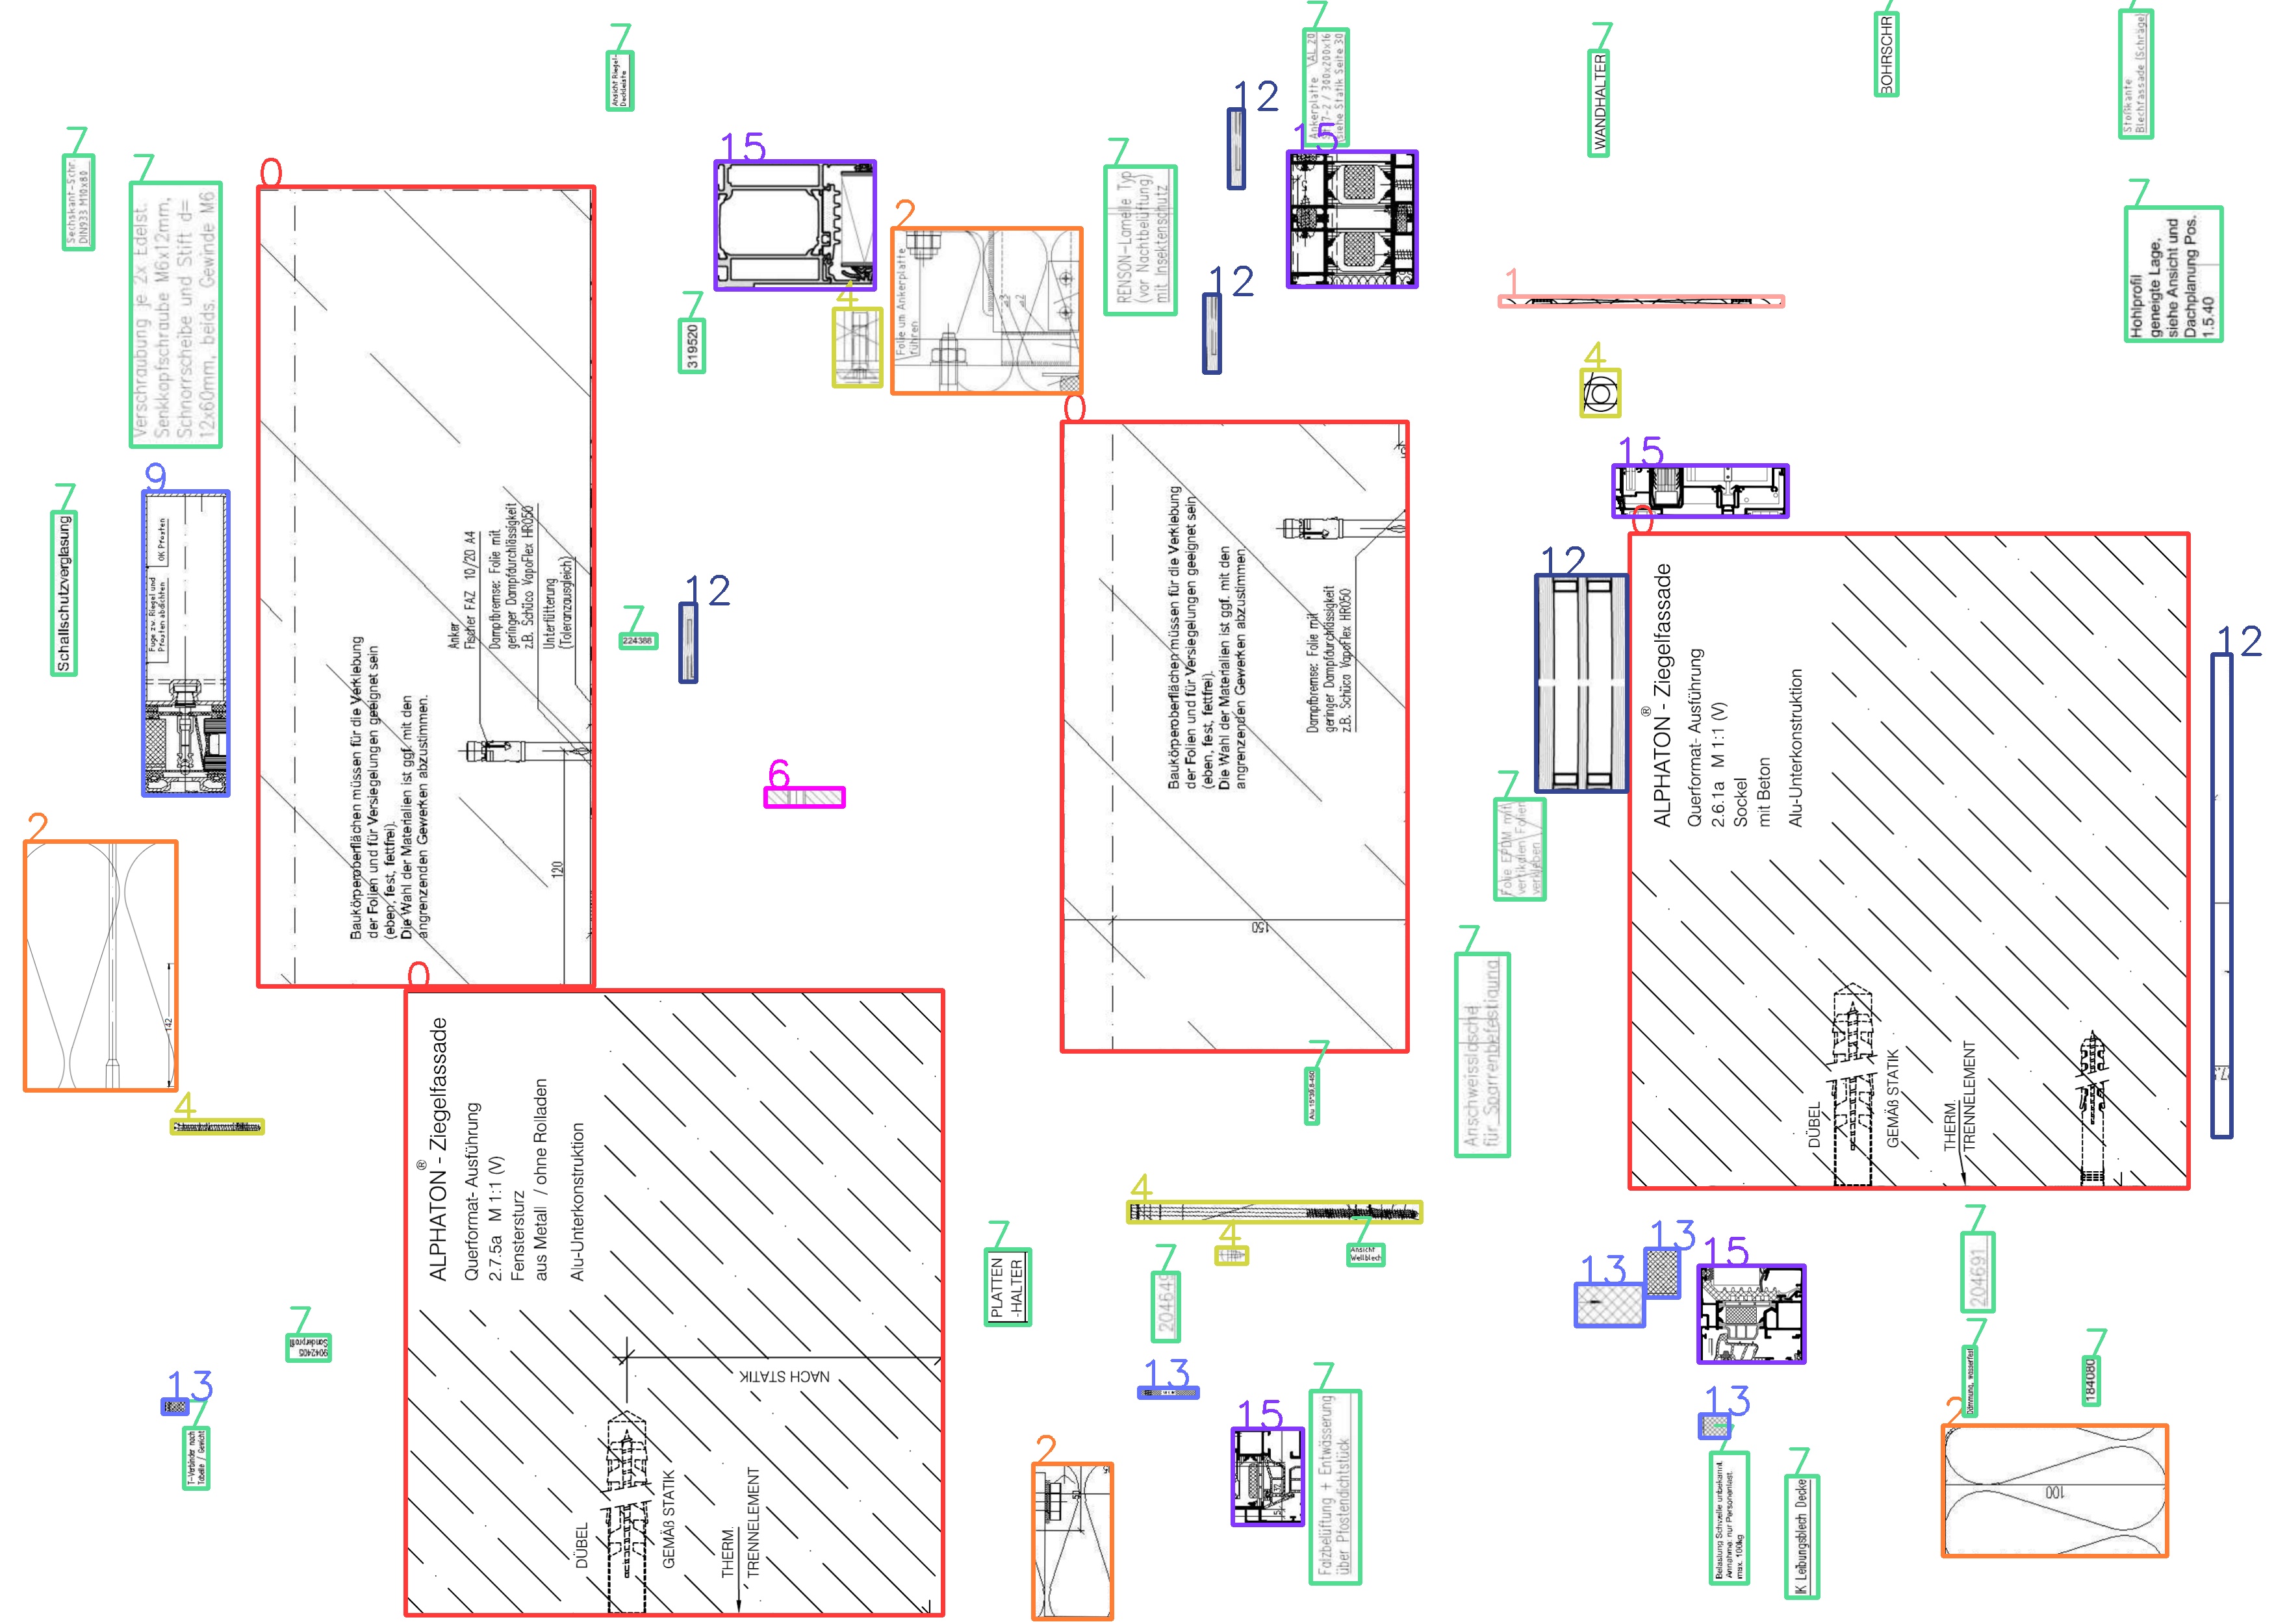 7
Ansicht Riegel-
Deckleiste
7
Ankerplatte \AL 20
siehe Statik Seite 30
7
WANDHALTER
7
BOHRSCHR
7
Stoßkante
Blechfassade (Schräge)
7
Sechskant-Schr.
DIN933 M10x80
7
Verschraubung je 2x Edelst.
Senkkopfschraube M6x12mm,
Schnorrscheibe und Stift d=
12x60mm, beids. Gewinde M6
0
15
2
Folie um Ankerplatte
führen
7
RENSON-Lamelle Typ
(vor Nachtbelüftung)
mit Insektenschutz
12
12
15
1
7
Hohlprofil
geneigte Lage,
siehe Ansicht und
Dachplanung Pos.
1.5.40
7
319520
4
4
15
7
Schallschutzverglasung
9
Fuge zw. Riegel und
Pfosten abdichten
OK Pfosten
Baukörperoberflächen müssen für die Verklebung
der Folien und für Versiegelungen geeignet sein
(eben, fest, fettfrei).
Die Wahl der Materialien ist ggf. mit den
angrenzenden Gewerken abzustimmen.
Anker
Fischer FAZ 10/20 A4
Dampfbremse: Folie mit
geringer Dampfdurchlässigkeit
z.B. Schüco VapoFlex HR050
Unterfütterung
(Toleranzausgleich)
120
7
224388
12
6
0
Baukörperoberflächen müssen für die Verklebung
der Folien und für Versiegelungen geeignet sein
(eben, fest, fettfrei).
Die Wahl der Materialien ist ggf. mit den
angrenzenden Gewerken abzustimmen.
Dampfbremse: Folie mit
geringer Dampfdurchlässigkeit
z.B. Schüco VapoFlex HR050
150
12
0
ALPHATON® - Ziegelfassade
Querformat- Ausführung
2.6.1a M 1:1 (V)
Sockel
mit Beton
Alu-Unterkonstruktion
DÜBEL
GEMÄß STATIK
THERM.
TRENNELEMENT
12
7
Folie EPDM mit
vertikalen Folien
verkleben
7
Anschweisslasche
für Sparrenbefestigung
2
142
4
0
ALPHATON® - Ziegelfassade
Querformat- Ausführung
2.7.5a M 1:1 (V)
Fenstersturz
aus Metall / ohne Rolladen
Alu-Unterkonstruktion
NACH STATIK
DÜBEL
GEMÄß STATIK
THERM.
TRENNELEMENT
7
4
4
7
Ansicht
Wellblech
7
PLATTEN
-HALTER
7
204649
7
204691
13
13
15
7
9042405
Sonderprofil
13
7
T-Verbinder nach
Tabelle / Gewicht
13
15
7
Falzbelüftung + Entwässerung
über Pfostendichtstück
2
13
7
Belastung Schwelle unbekannt.
Annahme: nur Personenlast.
max. 100kg
7
IK Leibungsblech Decke
7
Dämmung, wasserfest
7
184080
2
100